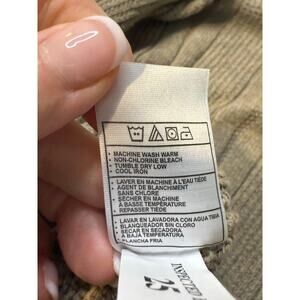 • MACHINE WASH WARM
• NON-CHLORINE BLEACH
• TUMBLE DRY LOW
• COOL IRON
• LAVER EN MACHINE À L'EAU TIÈDE
• AGENT DE BLANCHIMENT
SANS CHLORE
• SÉCHER EN MACHINE
À BASSE TEMPÉRATURE
• REPASSER TIÈDE
• LAVAR EN LAVADORA CON AGUA TIBIA
BLANQUEADOR SIN CLORO
SECAR EN SECADORA
A BAJA TEMPERATURA
PLANCHA FRIA
25